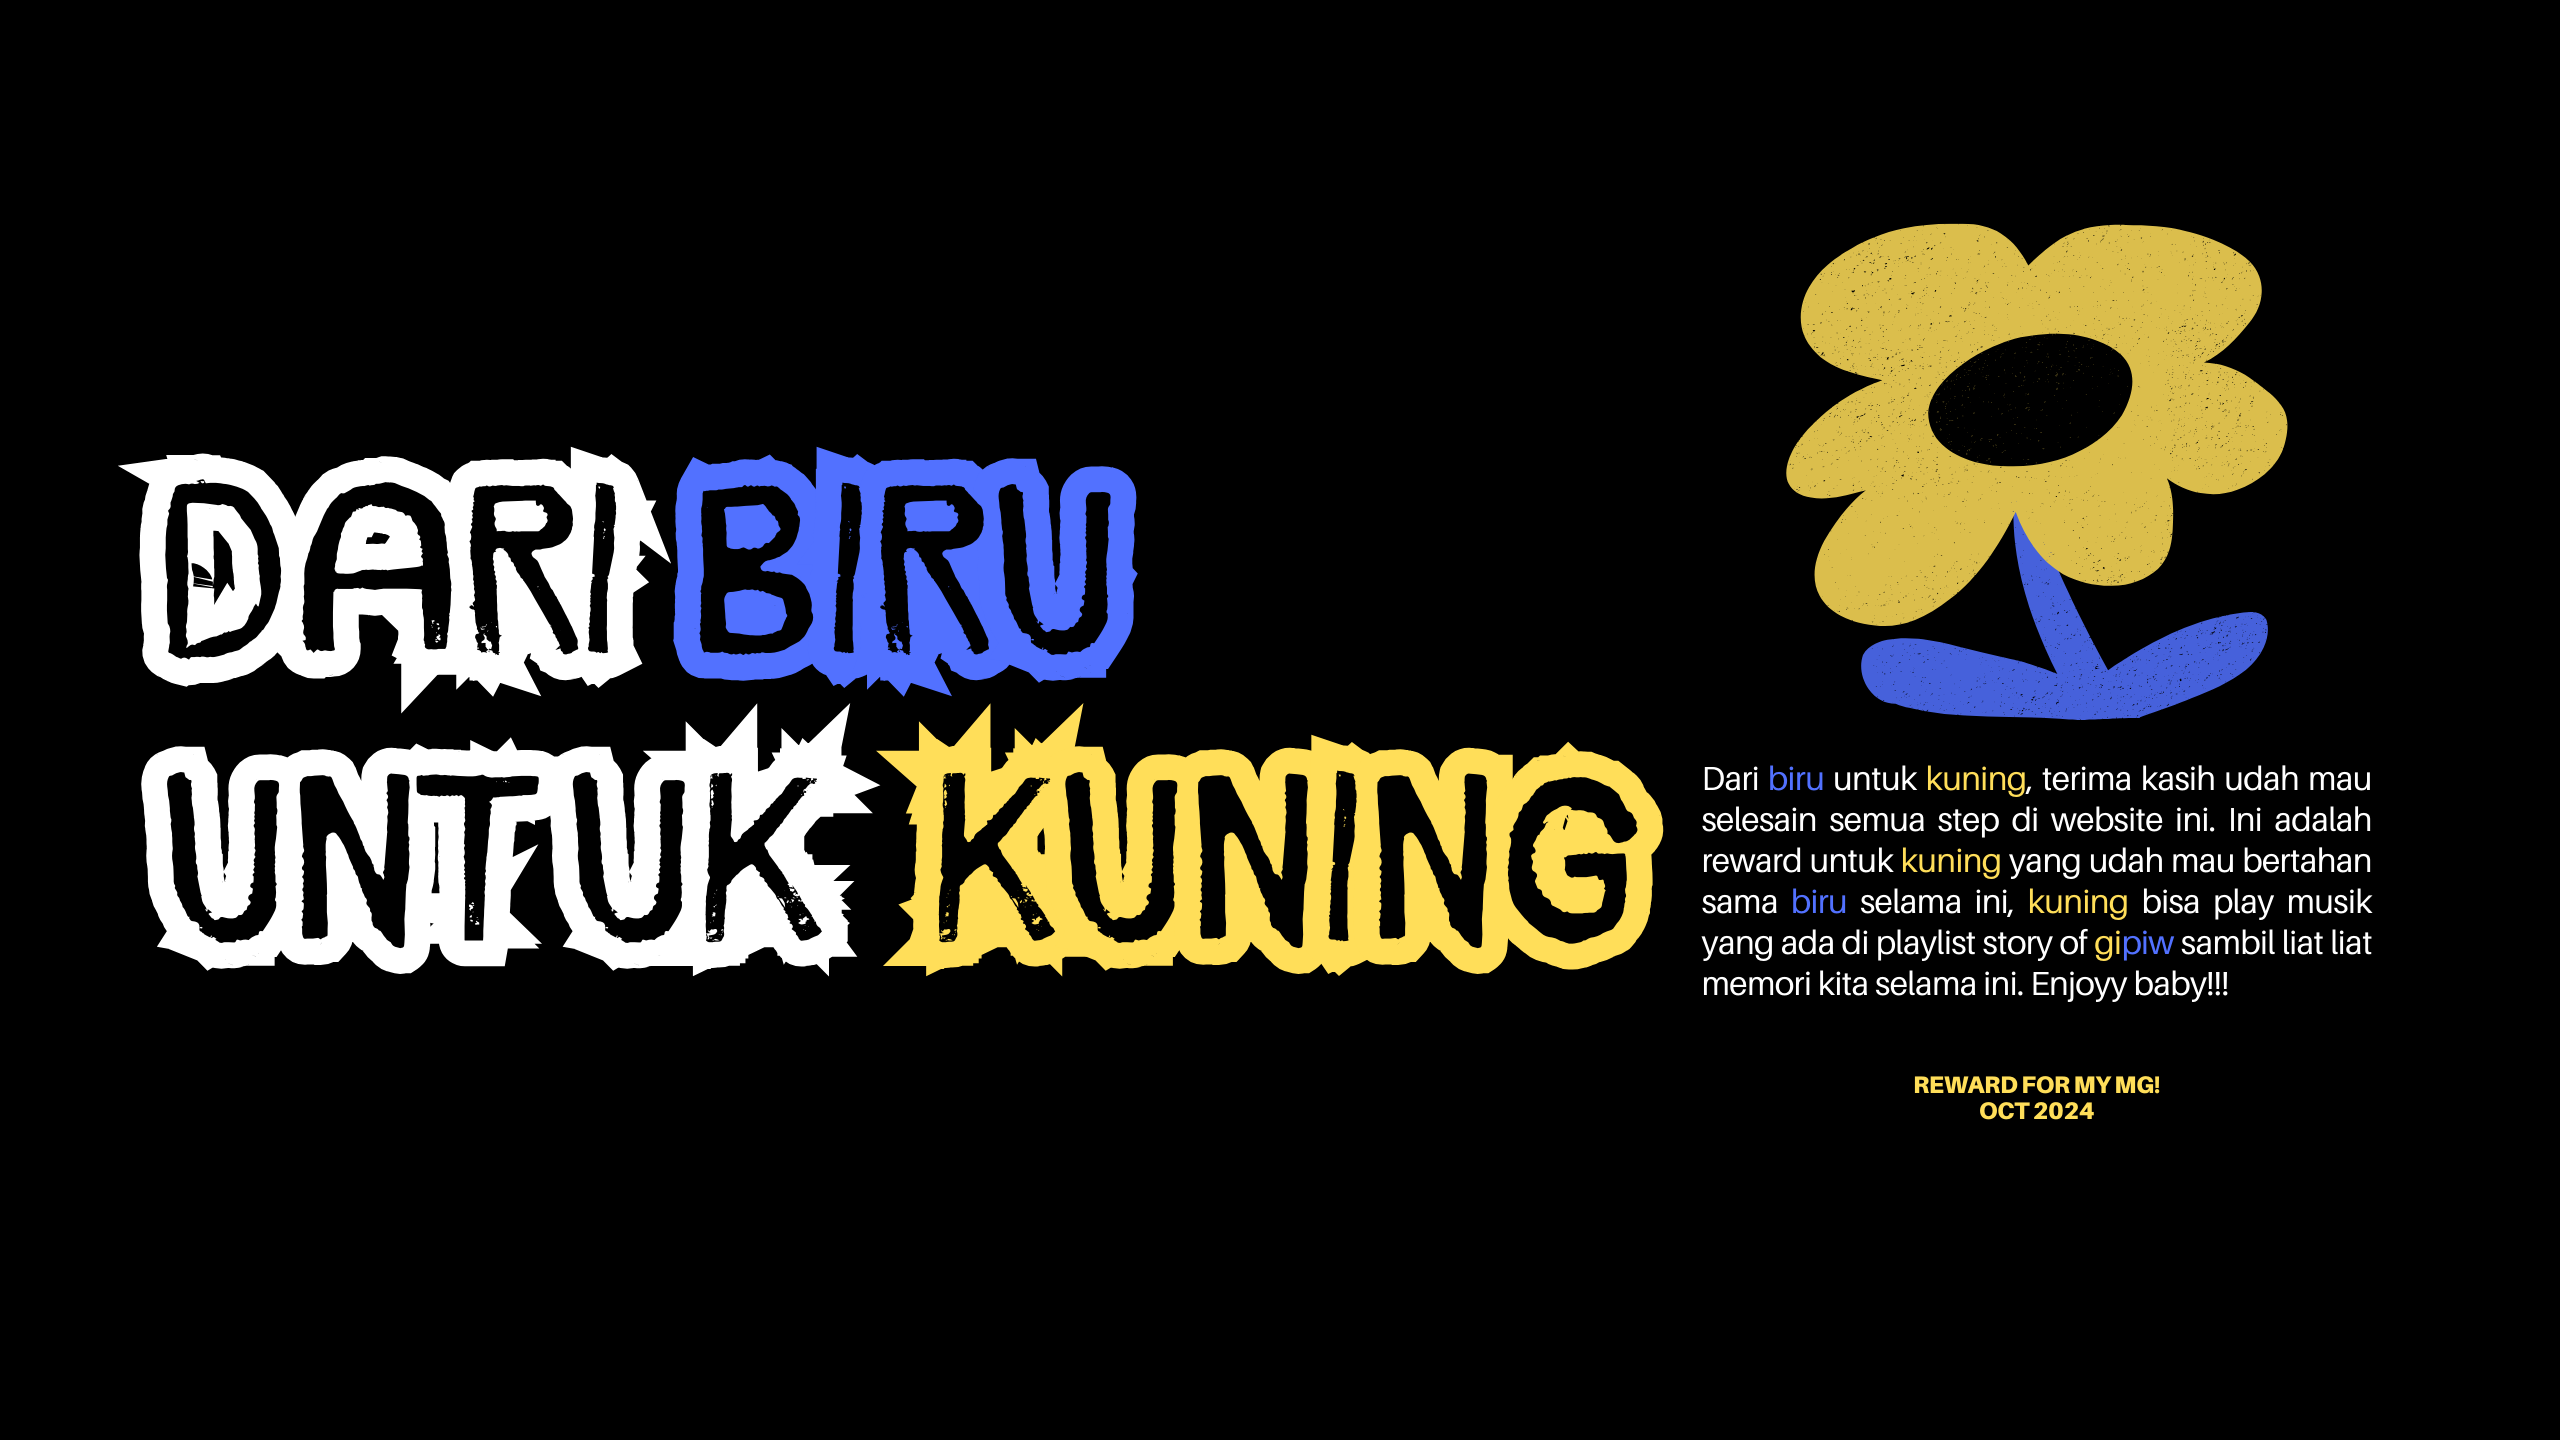 DARI BIRU
UNTUK KUNING
Dari biru untuk kuning, terima kasih udah mau
selesain semua step di website ini. Ini adalah
reward untuk kuning yang udah mau bertahan
sama biru selama ini, kuning bisa play musik
yang ada di playlist story of gipiw sambil liat liat
memori kita selama ini. Enjoyy baby!!!
REWARD FOR MY MG!
OCT 2024